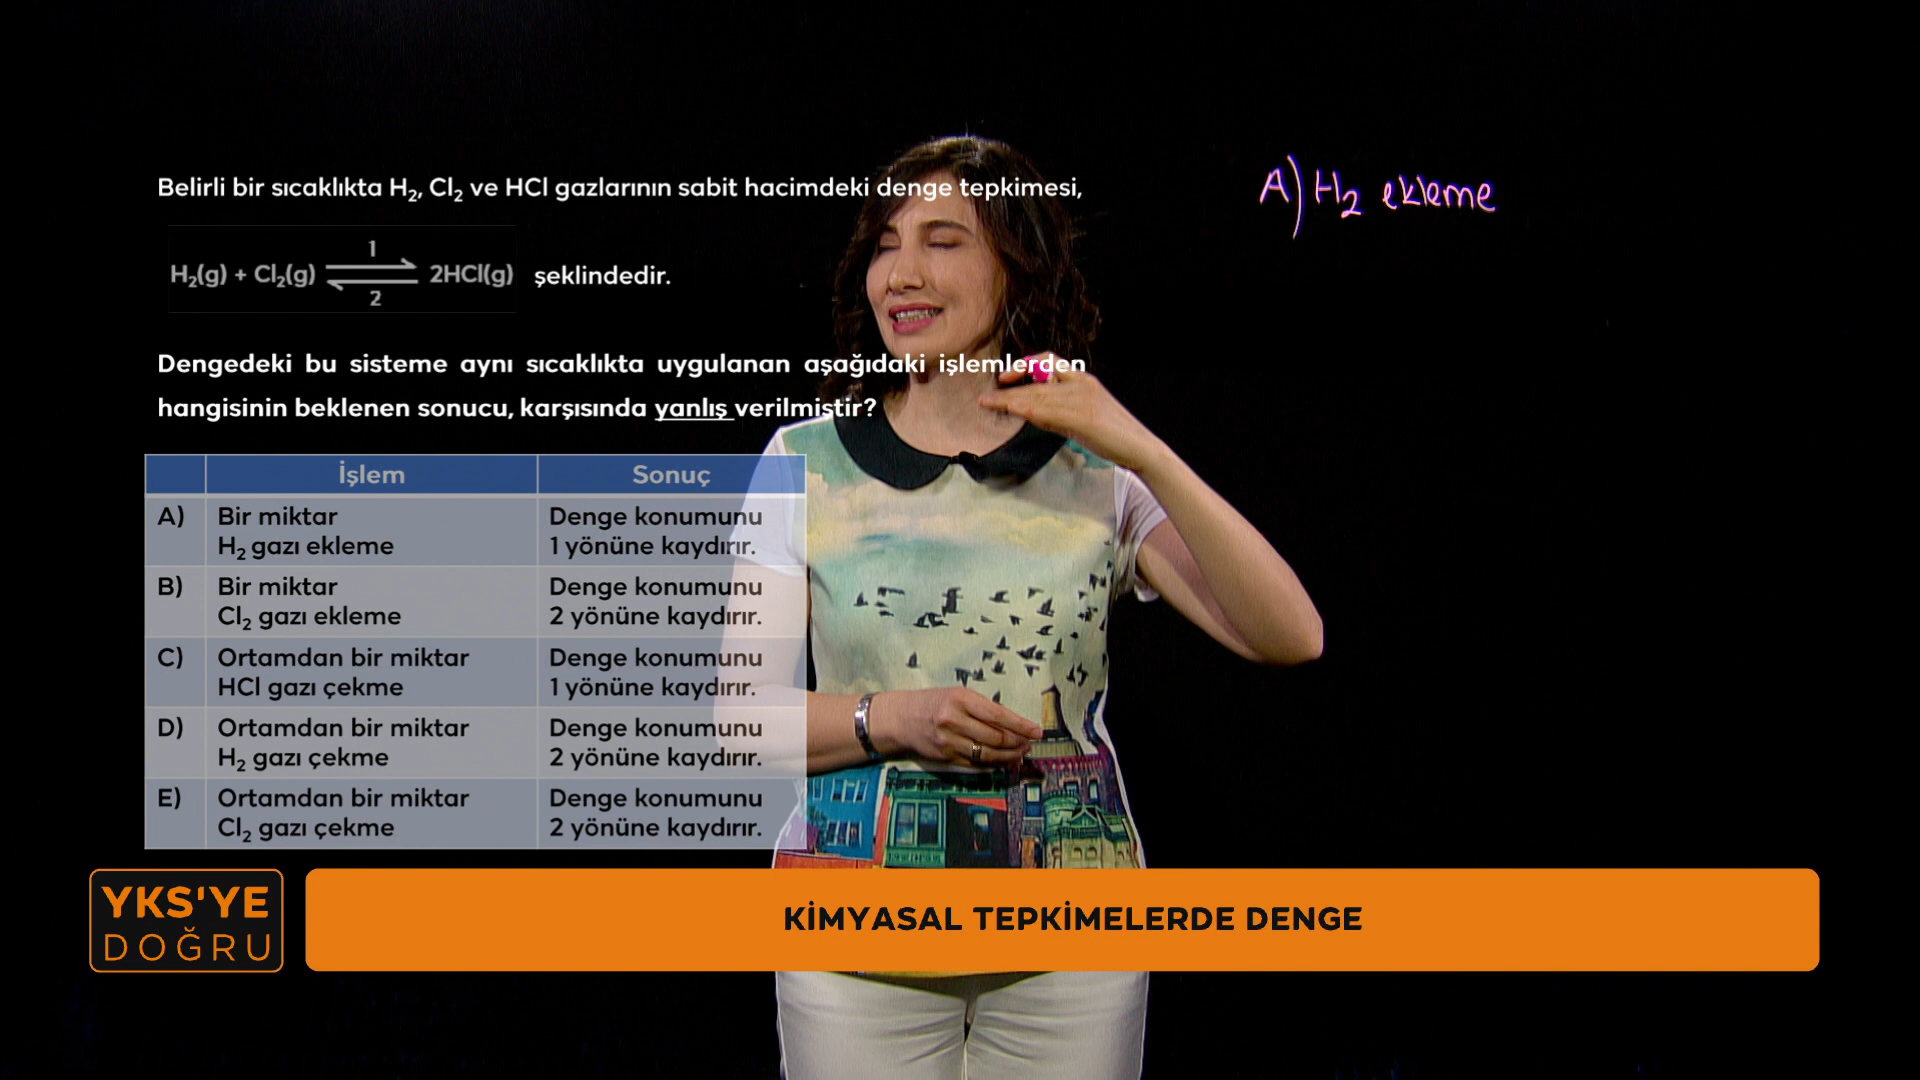 Belirli bir sıcaklıkta H₂, Cl₂ ve HCl gazlarının sabit hacimdeki denge tepkimesi,
1
H₂(g) + Cl₂(g) ⇌ 2HCl(g) şeklindedir.
2
Dengedeki bu sisteme aynı sıcaklıkta uygulanan aşağıdaki işlemlerden
hangisinin beklenen sonucu, karşısında yanlış verilmiştir?
İşlem Sonuç
A) Bir miktar Denge konumunu
H₂ gazı ekleme 1 yönüne kaydırır.
B) Bir miktar Denge konumunu
Cl₂ gazı ekleme 2 yönüne kaydırır.
C) Ortamdan bir miktar Denge konumunu
HCl gazı çekme 1 yönüne kaydırır.
D) Ortamdan bir miktar Denge konumunu
H₂ gazı çekme 2 yönüne kaydırır.
E) Ortamdan bir miktar Denge konumunu
Cl₂ gazı çekme 2 yönüne kaydırır.
A) H₂ ekleme
YKS'YE
DOĞRU
KİMYASAL TEPKİMELERDE DENGE